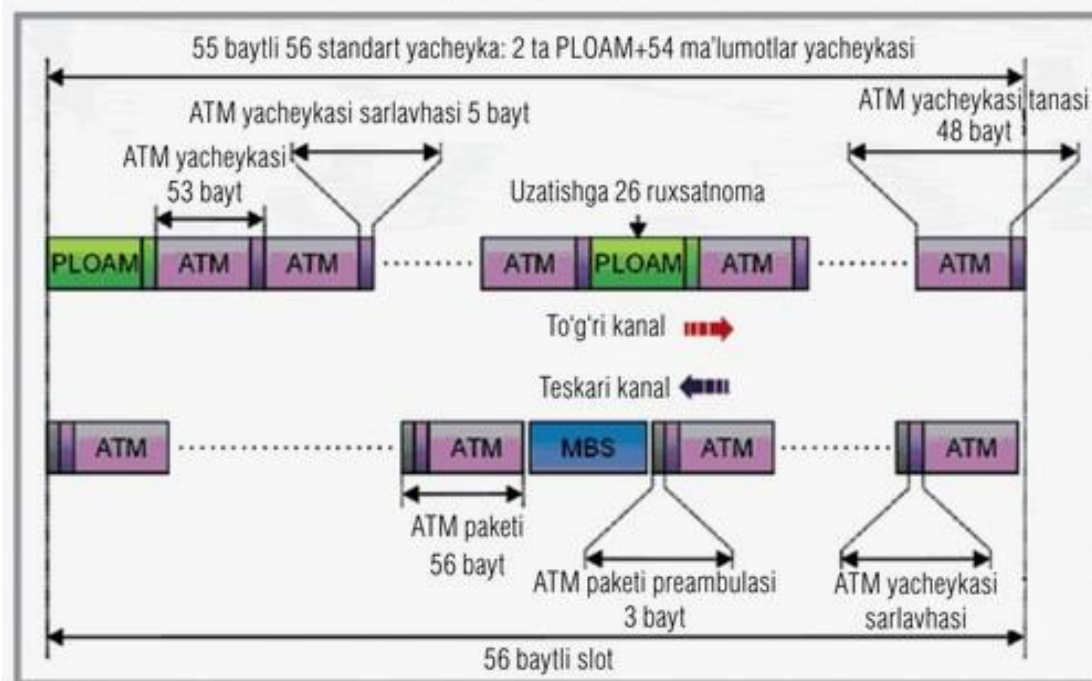 55 baytli 56 standart yacheyka: 2 ta PLOAM+54 ma'lumotlar yacheykasi
ATM yacheykasi sarlavhasi 5 bayt
ATM yacheykasi tanasi
48 bayt
ATM yacheykasi
53 bayt
Uzatishga 26 ruxsatnoma
PLOAM ATM ATM ATM PLOAM ATM ATM
To'g'ri kanal
Teskari kanal
ATM ATM MBS ATM ATM
ATM paketi
56 bayt
ATM paketi preambulasi
3 bayt
ATM yacheykasi
sarlavhasi
56 baytli slot